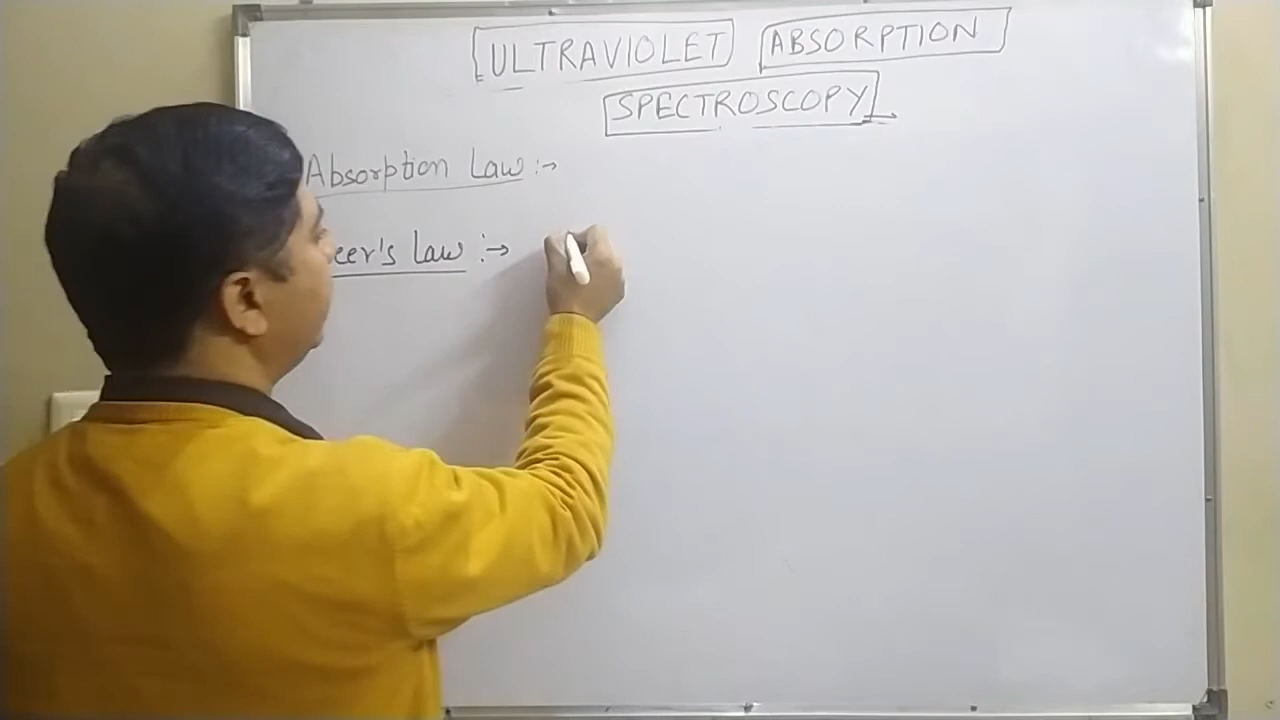 ULTRAVIOLET ABSORPTION
SPECTROSCOPY
Absorption Law :→
eer's Law :→